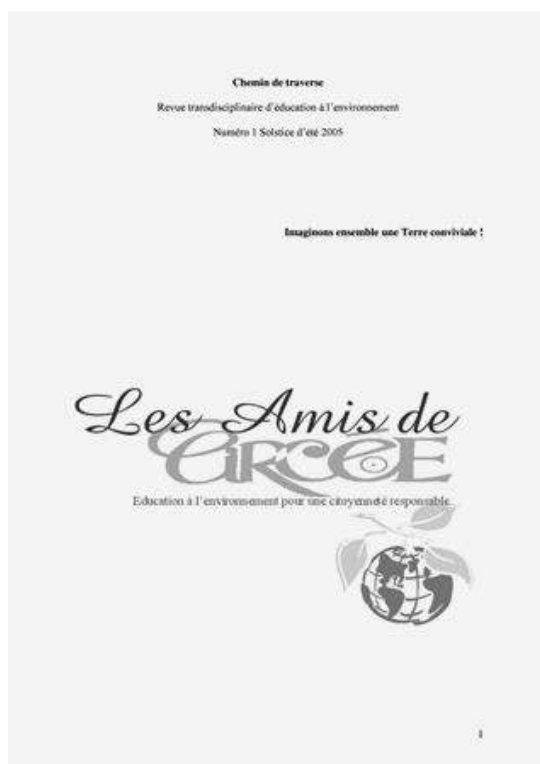 Chemin de traverse
Revue transdisciplinaire d'éducation à l'environnement
Numéro 1 Solstice d'été 2005
Imaginons ensemble une Terre conviviale !
Les Amis de
CIRCEE
Education à l'environnement pour une citoyenneté responsable
1